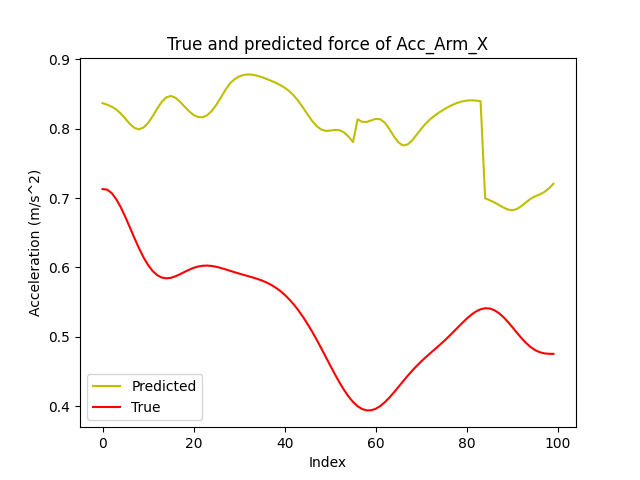 True and predicted force of Acc_Arm_X
Acceleration (m/s^2)
0.9
0.8
0.7
0.6
0.5
0.4
Predicted
True
0 20 40 60 80 100
Index